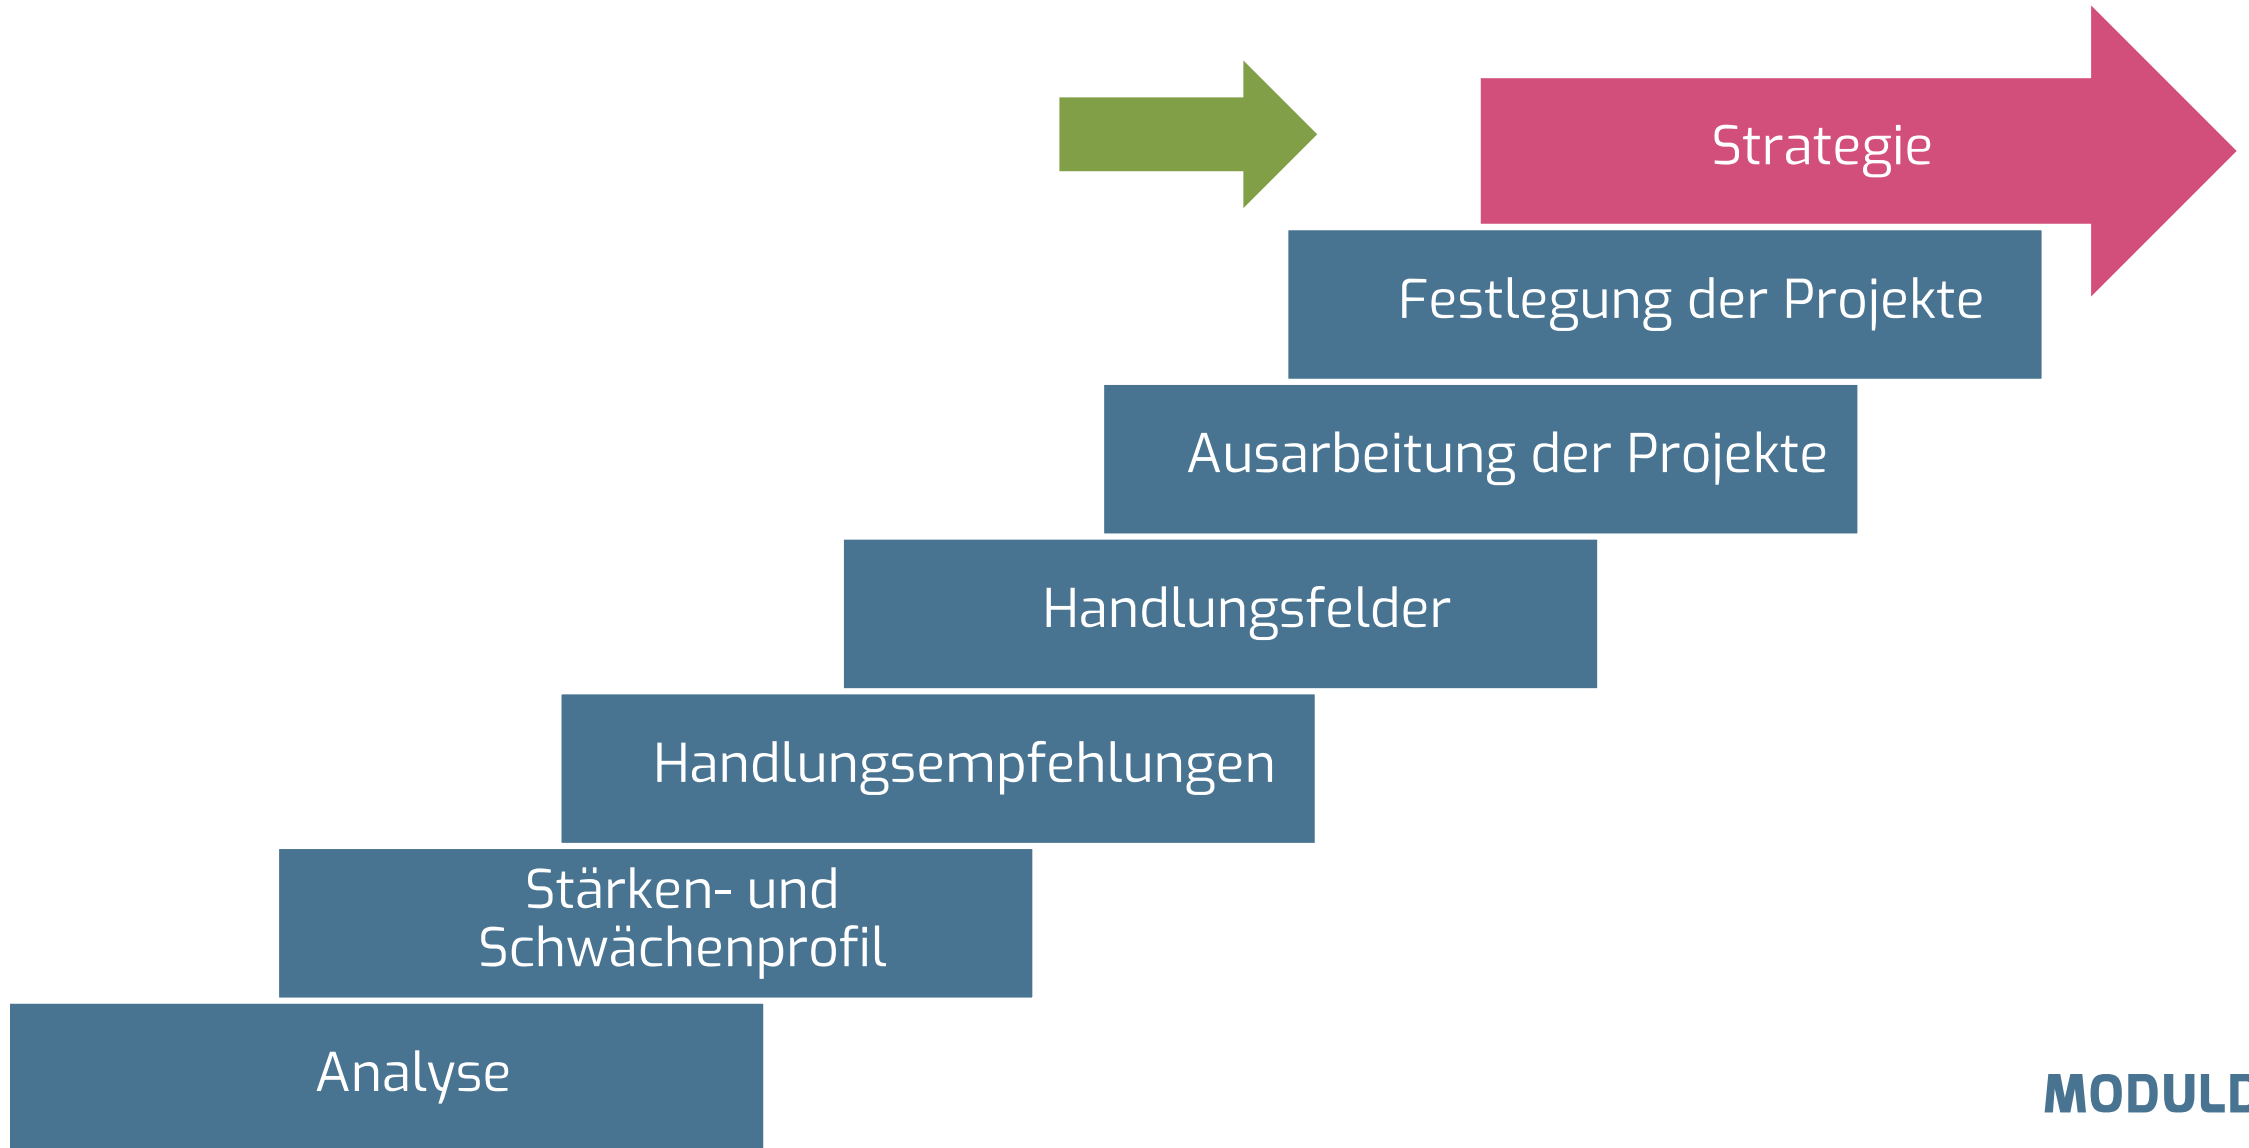 Strategie
Festlegung der Projekte
Ausarbeitung der Projekte
Handlungsfelder
Handlungsempfehlungen
Stärken- und
Schwächenprofil
Analyse